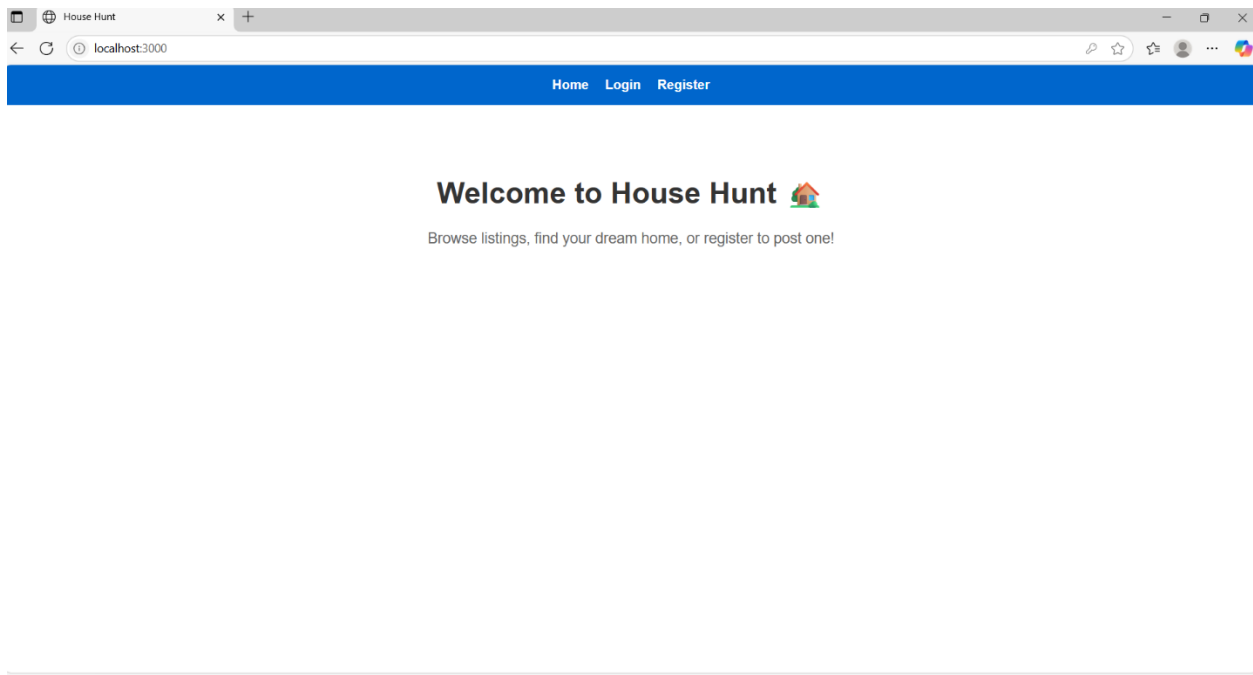 House Hunt
localhost:3000
Home Login Register
Welcome to House Hunt 🏡
Browse listings, find your dream home, or register to post one!